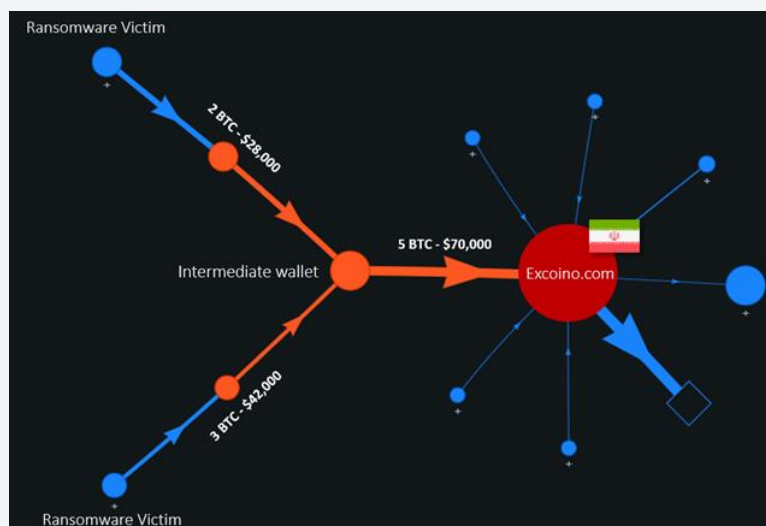 Ransomware Victim
2 BTC - $28,000
5 BTC - $70,000
Intermediate wallet
Excoino.com
3 BTC - $42,000
Ransomware Victim